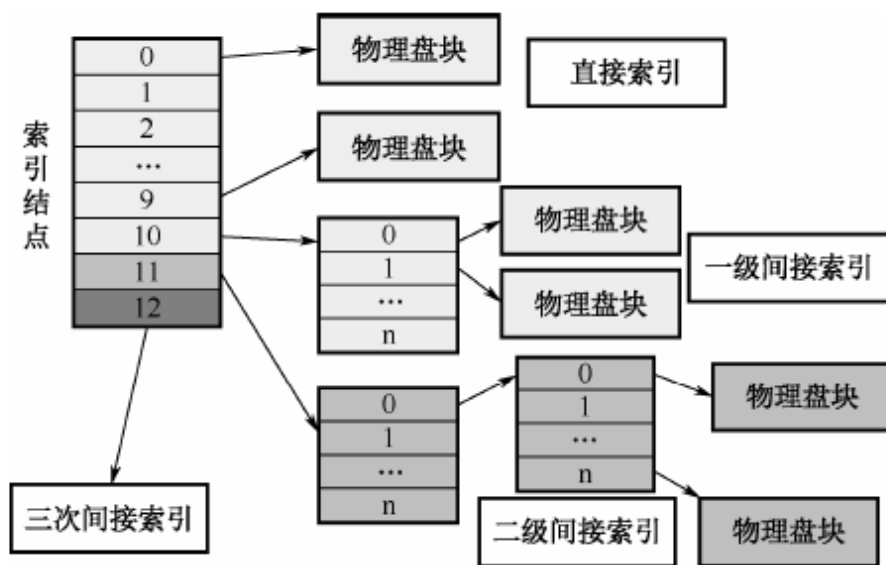 索引结点
0
1
2
...
9
10
11
12
物理盘块
直接索引
物理盘块
0
1
...
n
物理盘块
物理盘块
一级间接索引
0
1
...
n
0
1
...
n
物理盘块
物理盘块
二级间接索引
三次间接索引